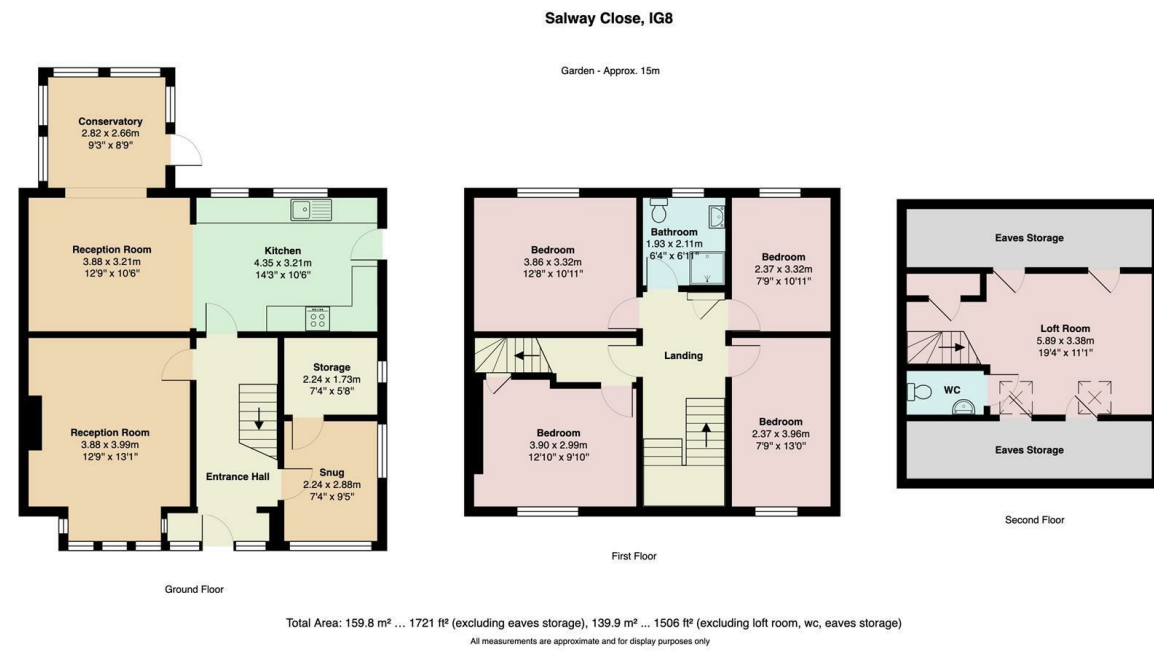 Salway Close, IG8
Garden - Approx. 15m
Conservatory
2.82 x 2.66m
9'3" x 8'9"
Reception Room
3.88 x 3.21m
12'9" x 10'6"
Kitchen
4.35 x 3.21m
14'3" x 10'6"
Storage
2.24 x 1.73m
7'4" x 5'8"
Reception Room
3.88 x 3.99m
12'9" x 13'1"
Entrance Hall
Snug
2.24 x 2.88m
7'4" x 9'5"
Ground Floor
Bedroom
3.86 x 3.32m
12'8" x 10'11"
Bathroom
1.93 x 2.11m
6'4" x 6'11"
Bedroom
2.37 x 3.32m
7'9" x 10'11"
Landing
Bedroom
3.90 x 2.99m
12'10" x 9'10"
Bedroom
2.37 x 3.96m
7'9" x 13'0"
First Floor
Eaves Storage
Loft Room
5.89 x 3.38m
19'4" x 11'1"
WC
Eaves Storage
Second Floor
Total Area: 159.8 m² … 1721 ft² (excluding eaves storage), 139.9 m² ... 1506 ft² (excluding loft room, wc, eaves storage)
All measurements are approximate and for display purposes only